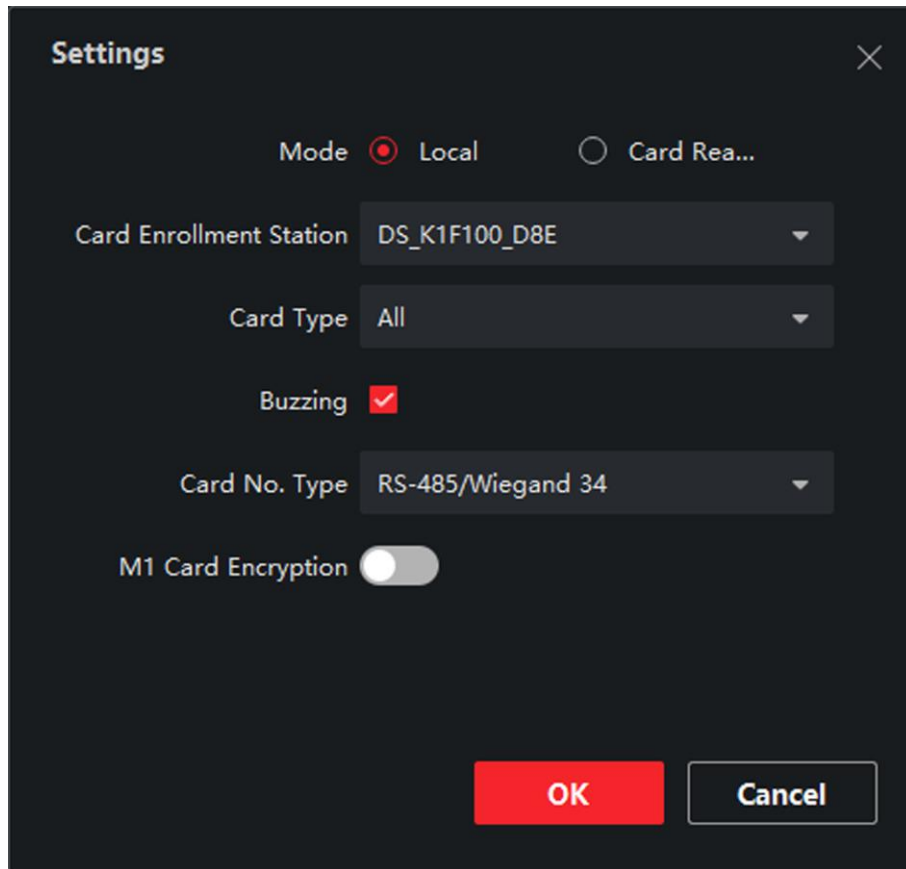 Settings
Mode Local Card Rea...
Card Enrollment Station DS_K1F100_D8E
Card Type All
Buzzing
Card No. Type RS-485/Wiegand 34
M1 Card Encryption
OK Cancel